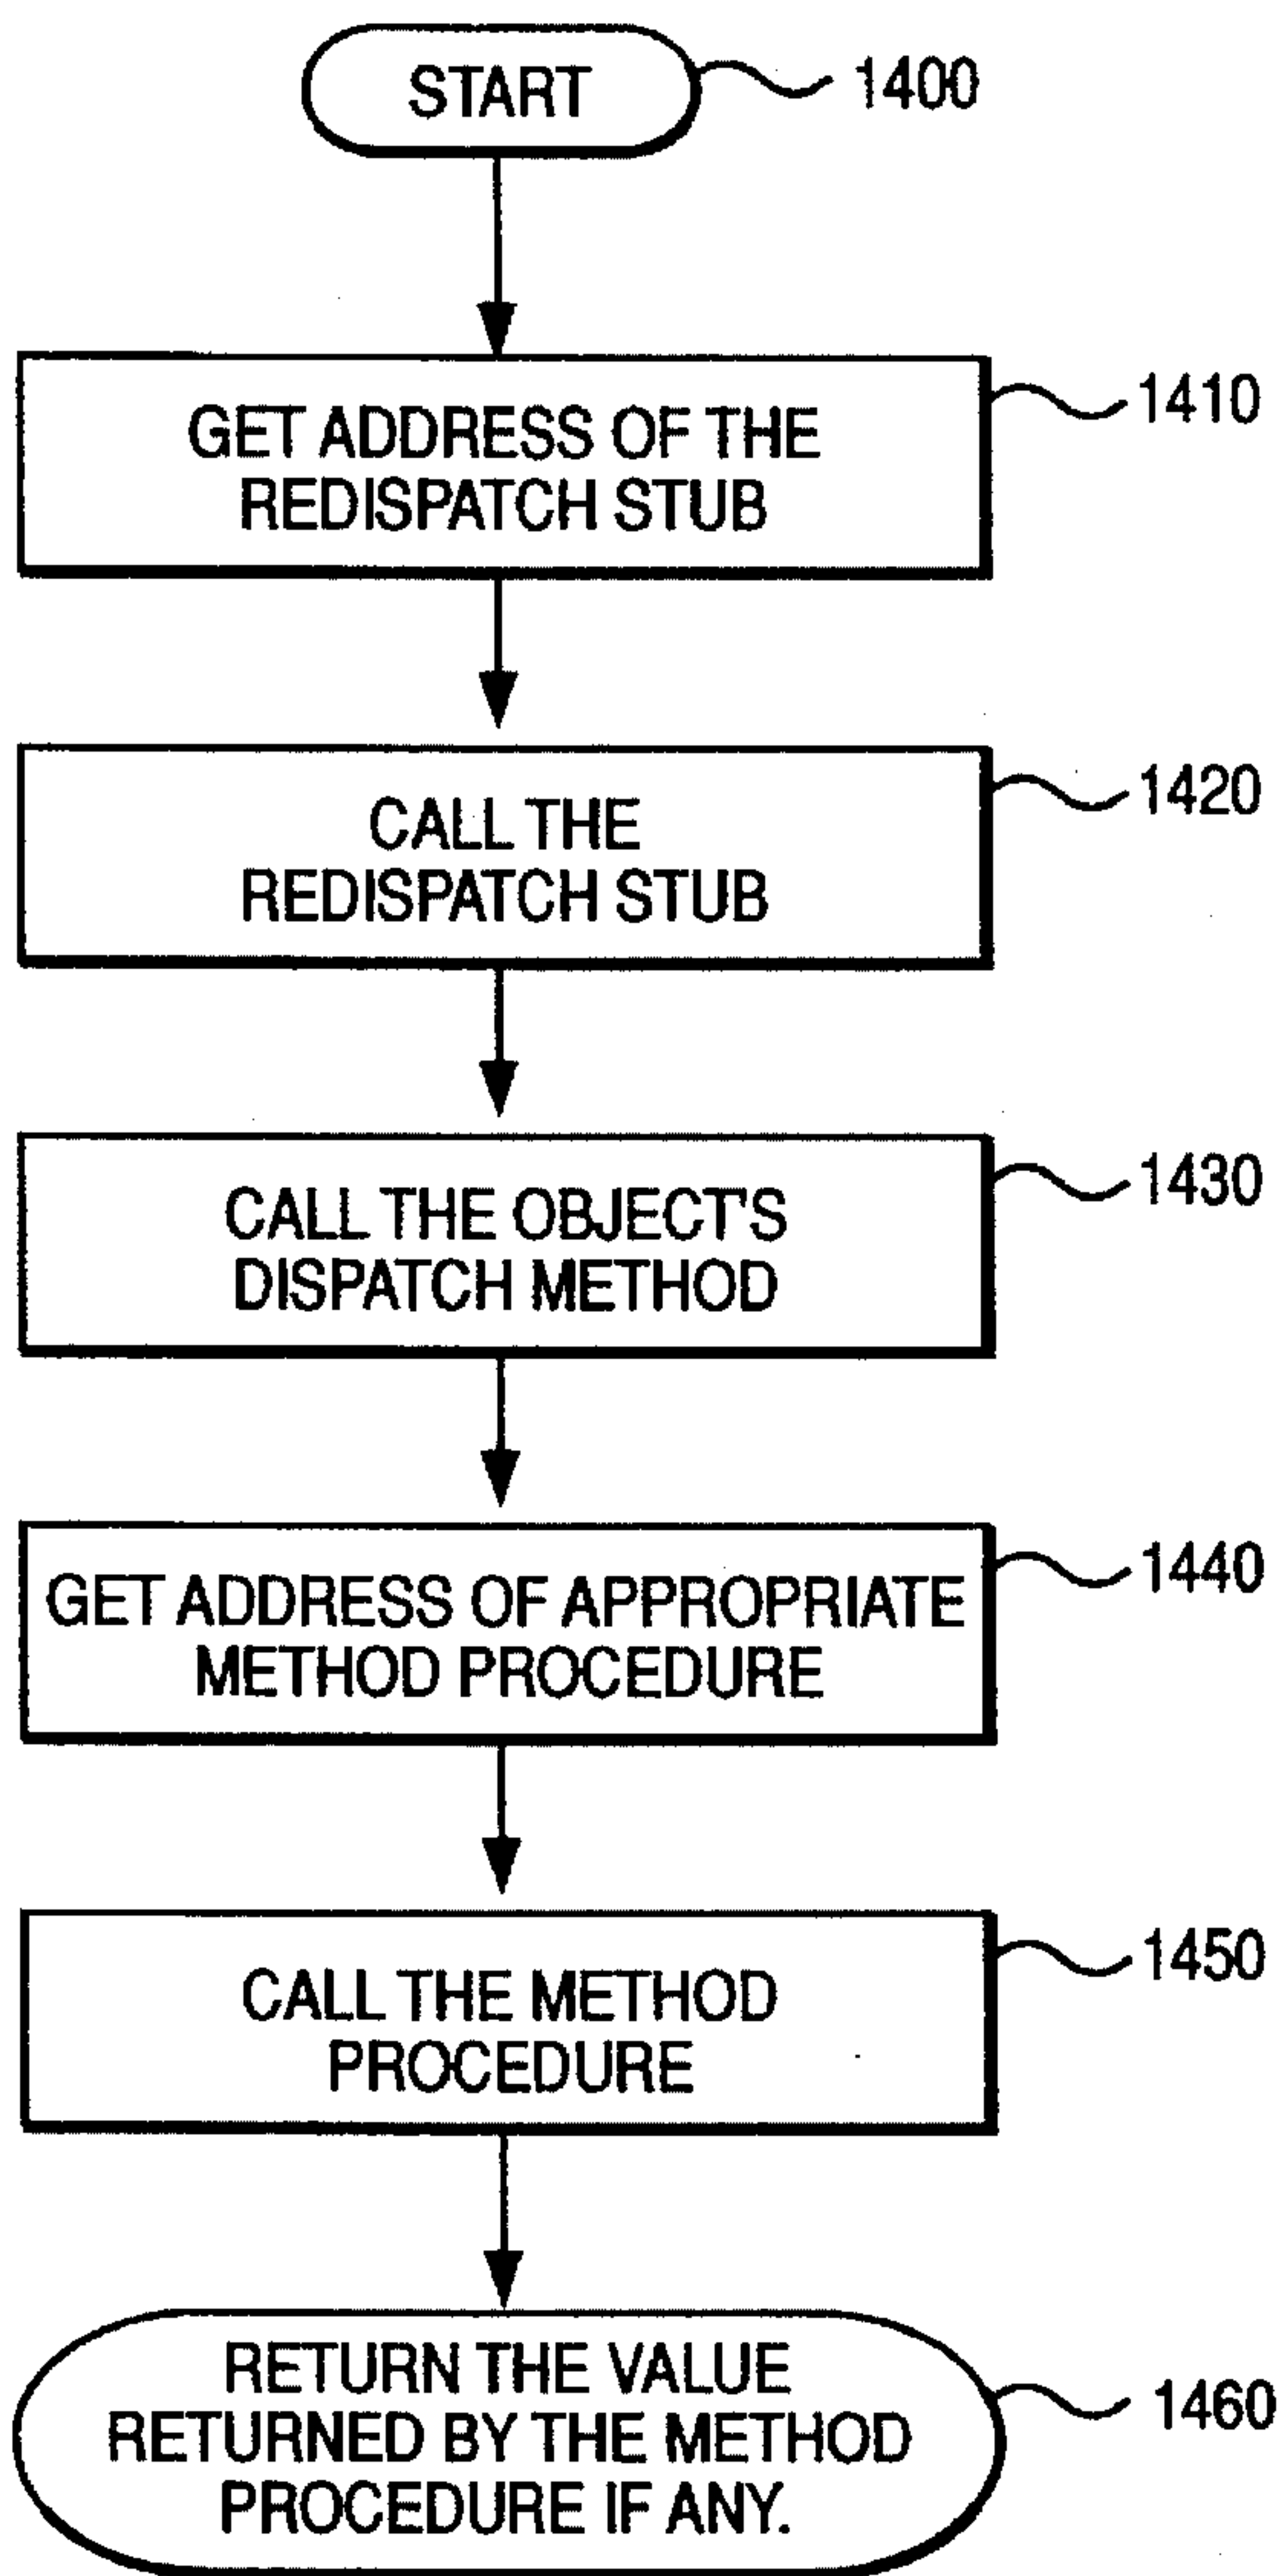 START
1400
GET ADDRESS OF THE
REDISPATCH STUB
1410
CALL THE
REDISPATCH STUB
1420
CALL THE OBJECT'S
DISPATCH METHOD
1430
GET ADDRESS OF APPROPRIATE
METHOD PROCEDURE
1440
CALL THE METHOD
PROCEDURE
1450
RETURN THE VALUE
RETURNED BY THE METHOD
PROCEDURE IF ANY.
1460